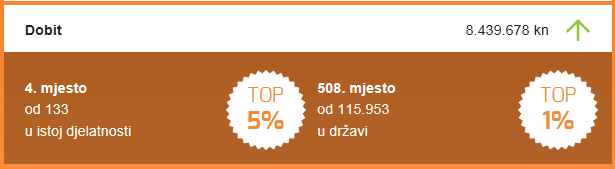 Dobit 8.439.678 kn
4. mjesto
od 133
u istoj djelatnosti
TOP
5%
508. mjesto
od 115.953
u državi
TOP
1%